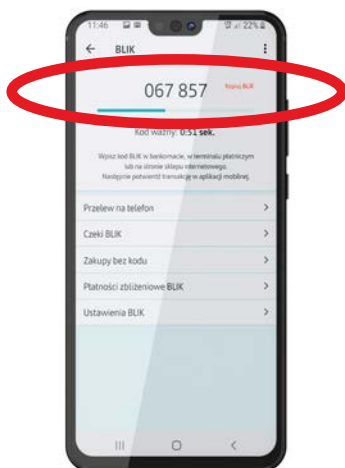 11:46 22%
BLIK
067 857 Kopiuj BLIK
Kod ważny: 0:51 sek.
Wpisz kod BLIK w bankomacie, w terminalu płatniczym
lub na stronie sklepu internetowego.
Następnie potwierdź transakcję w aplikacji mobilnej.
Przelew na telefon
Czeki BLIK
Zakupy bez kodu
Płatności zbliżeniowe BLIK
Ustawienia BLIK